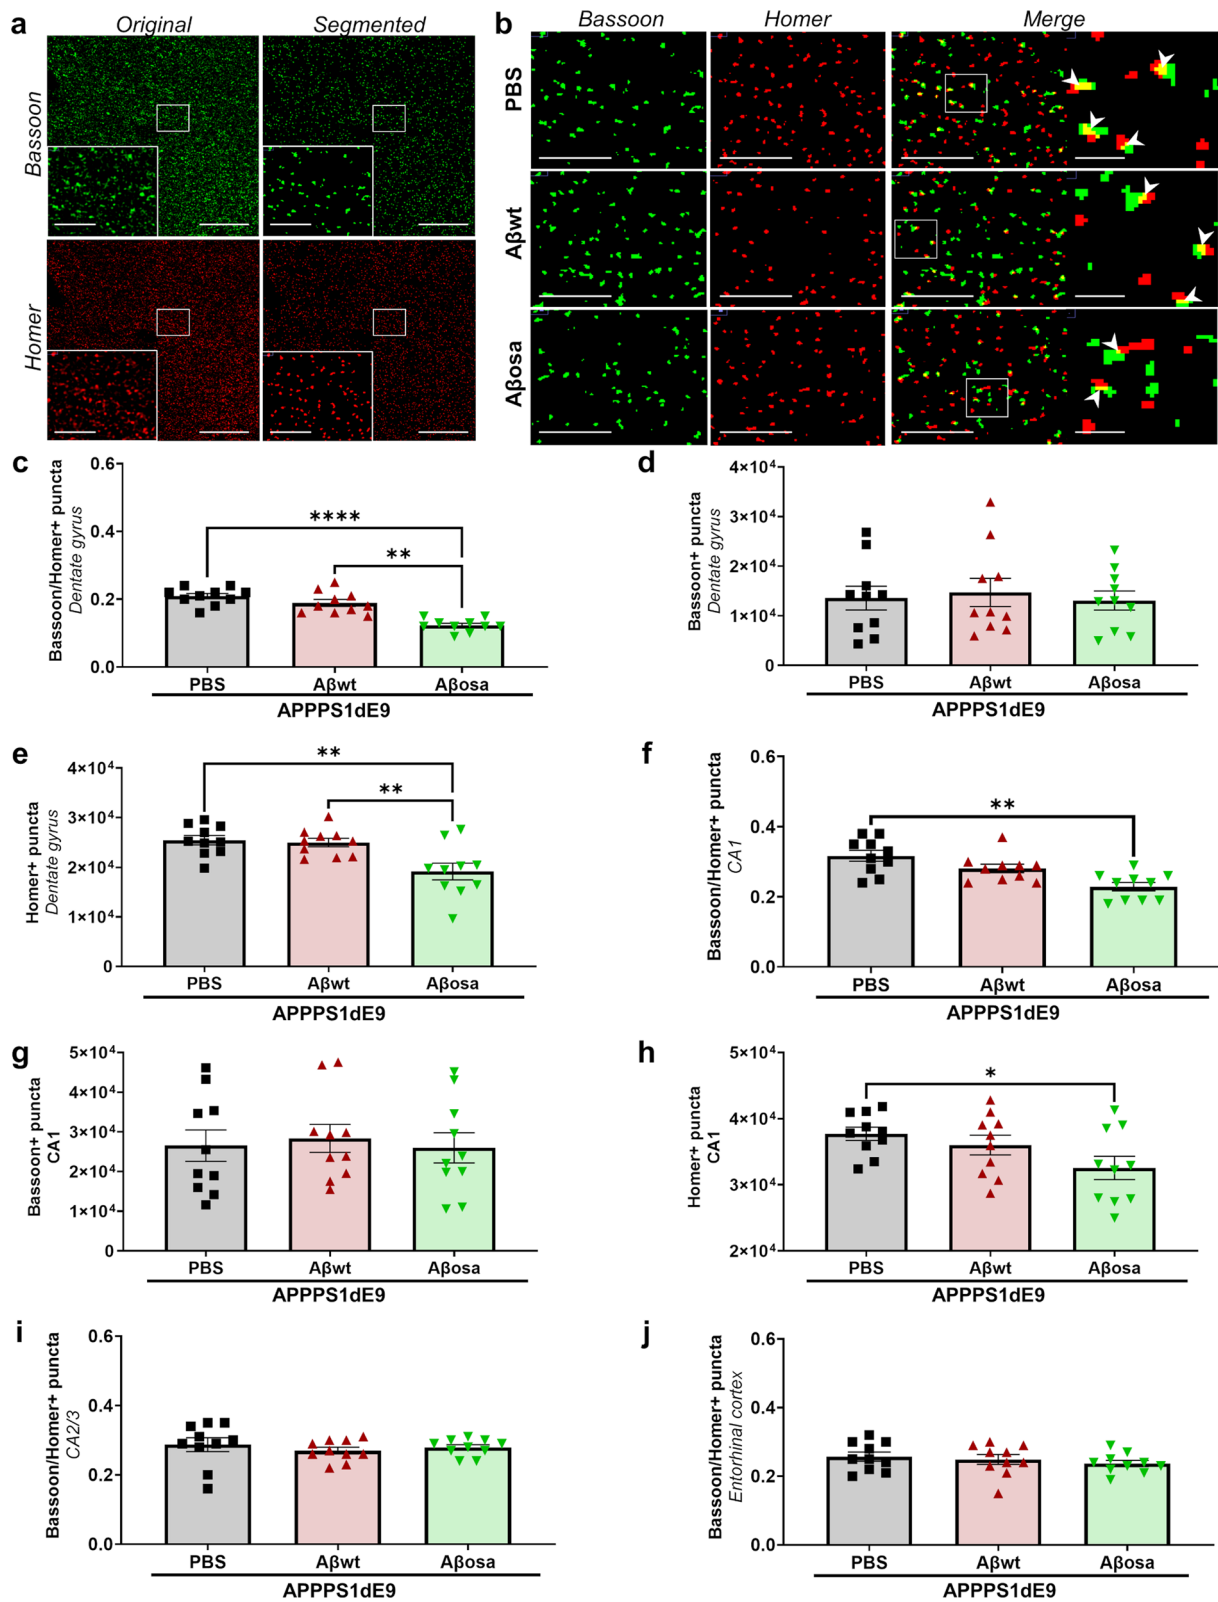 a
Original
Segmented
Bassoon
Homer
b
Bassoon
Homer
Merge
PBS
Aβwt
Aβosa
c
Bassoon/Homer+ puncta
Dentate gyrus
0.6
0.4
0.2
0.0
****
**
PBS
Aβwt
Aβosa
APPPS1dE9
d
Bassoon+ puncta
Dentate gyrus
4×10⁴
3×10⁴
2×10⁴
1×10⁴
0
PBS
Aβwt
Aβosa
APPPS1dE9
e
Homer+ puncta
Dentate gyrus
4×10⁴
3×10⁴
2×10⁴
1×10⁴
0
**
**
PBS
Aβwt
Aβosa
APPPS1dE9
f
Bassoon/Homer+ puncta
CA1
0.6
0.4
0.2
0.0
**
PBS
Aβwt
Aβosa
APPPS1dE9
g
Bassoon+ puncta
CA1
5×10⁴
4×10⁴
3×10⁴
2×10⁴
1×10⁴
0
PBS
Aβwt
Aβosa
APPPS1dE9
h
Homer+ puncta
CA1
5×10⁴
4×10⁴
3×10⁴
2×10⁴
*
PBS
Aβwt
Aβosa
APPPS1dE9
i
Bassoon/Homer+ puncta
CA2/3
0.6
0.4
0.2
0.0
PBS
Aβwt
Aβosa
APPPS1dE9
j
Bassoon/Homer+ puncta
Entorhinal cortex
0.6
0.4
0.2
0.0
PBS
Aβwt
Aβosa
APPPS1dE9